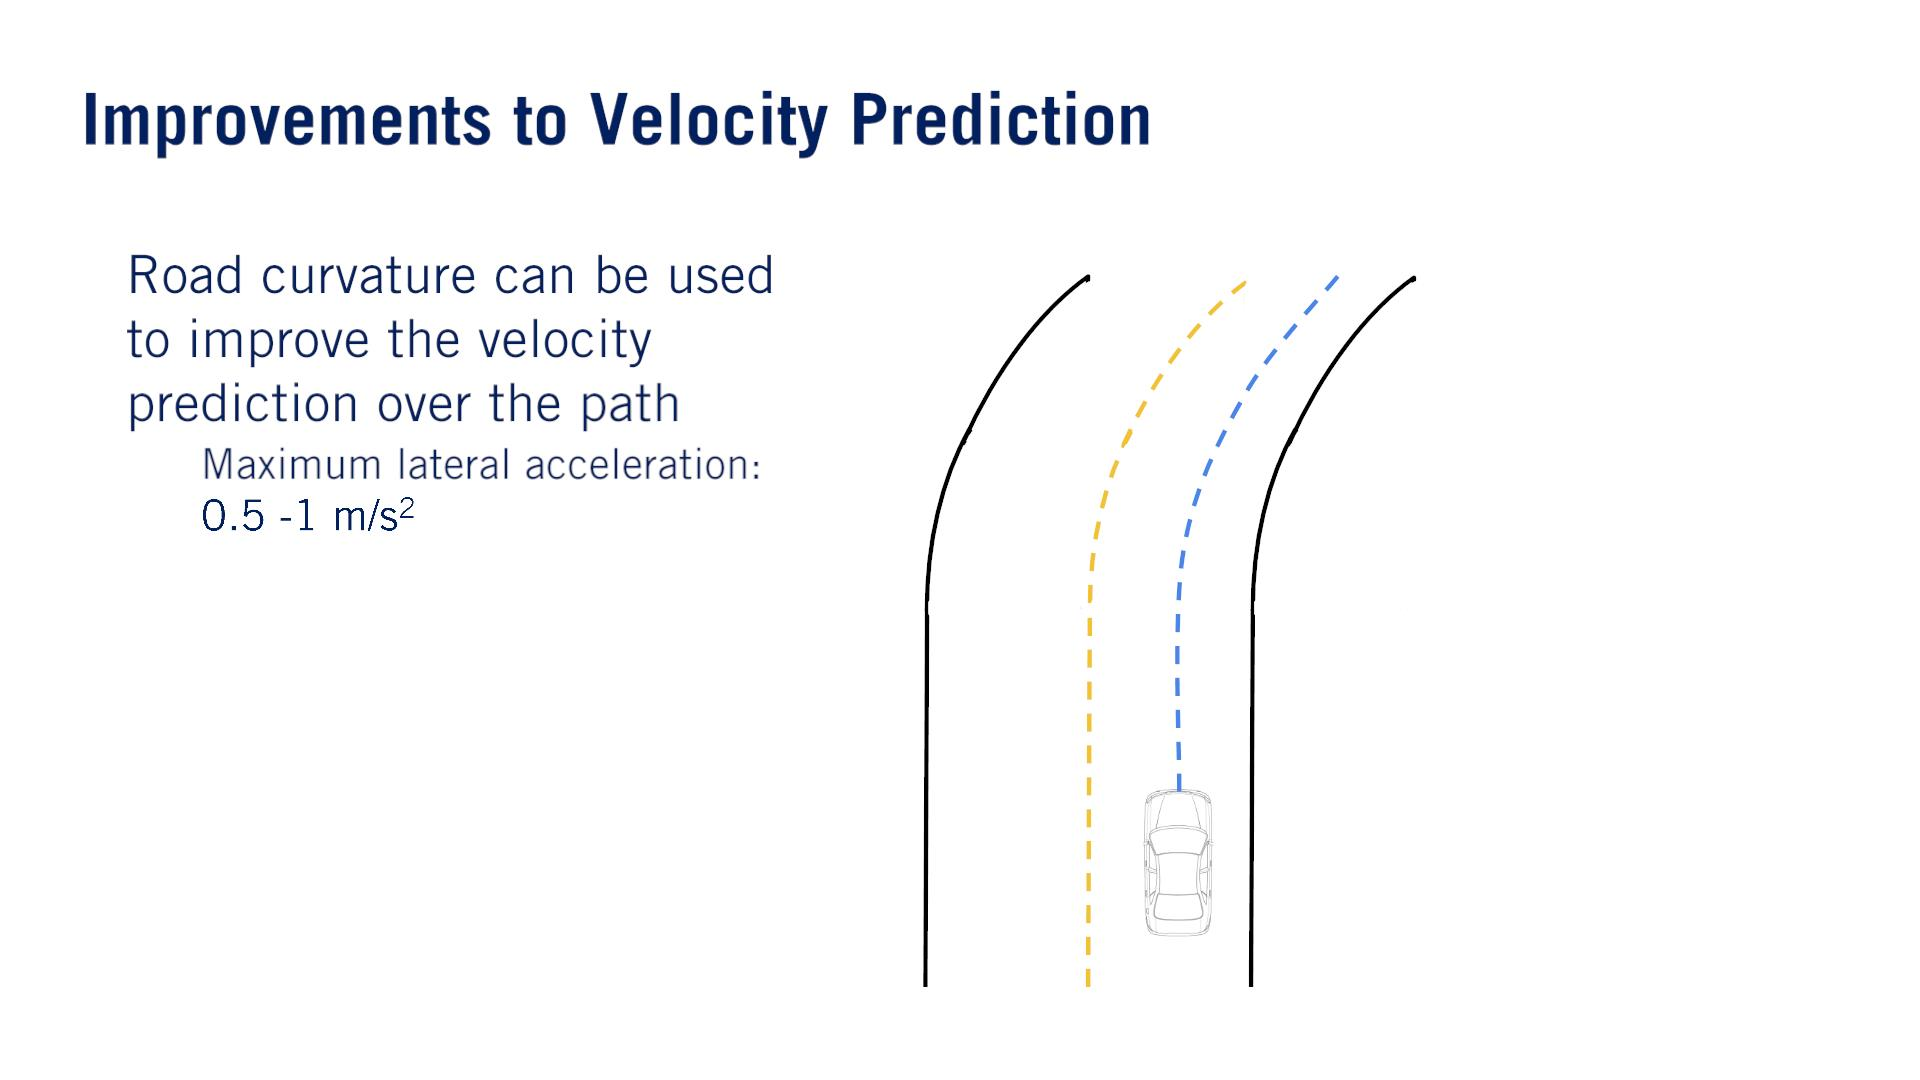 Improvements to Velocity Prediction
Road curvature can be used
to improve the velocity
prediction over the path
Maximum lateral acceleration:
0.5 -1 m/s²